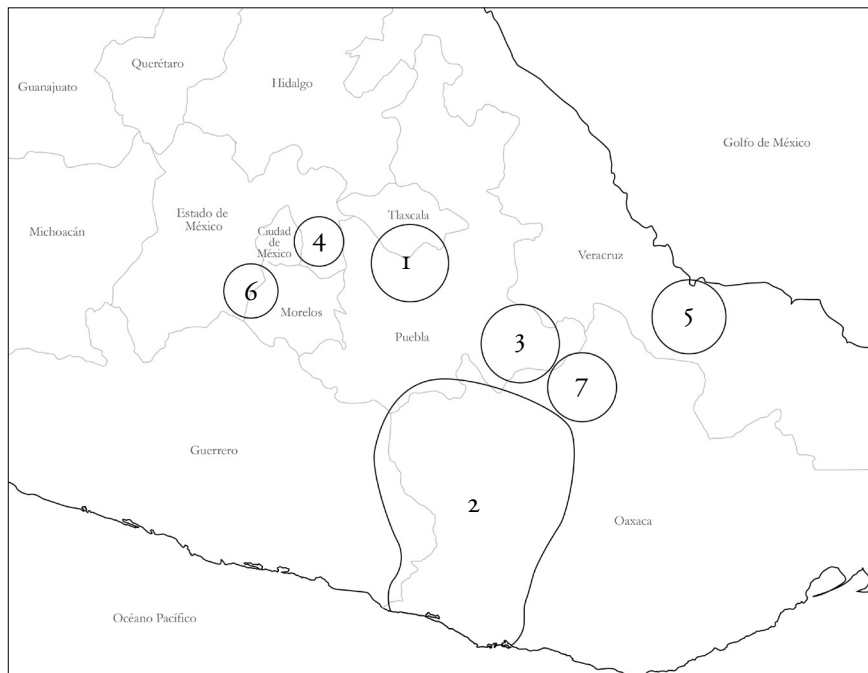 Querétaro
Guanajuato
Hidalgo
Golfo de México
Michoacán
Estado de
México
Ciudad
de
México
4
Tlaxcala
1
Veracruz
6
Morelos
Puebla
3
5
7
Guerrero
2
Oaxaca
Océano Pacífico